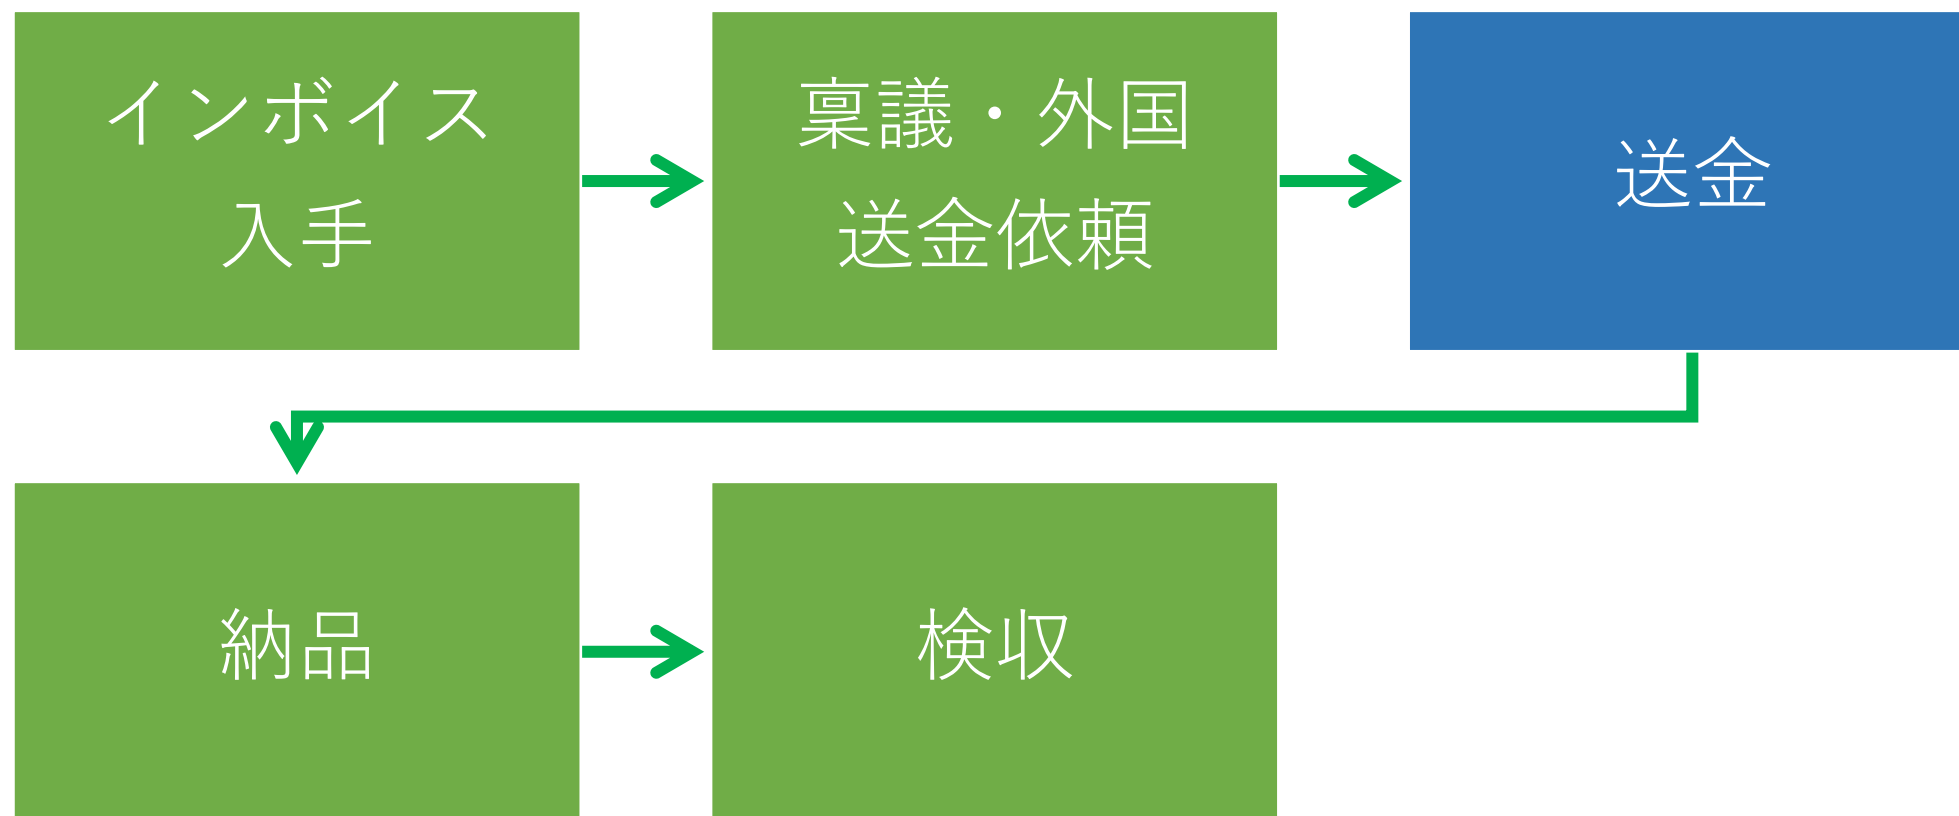 インボイス
入手
稟議・外国
送金依頼
送金
納品
検収